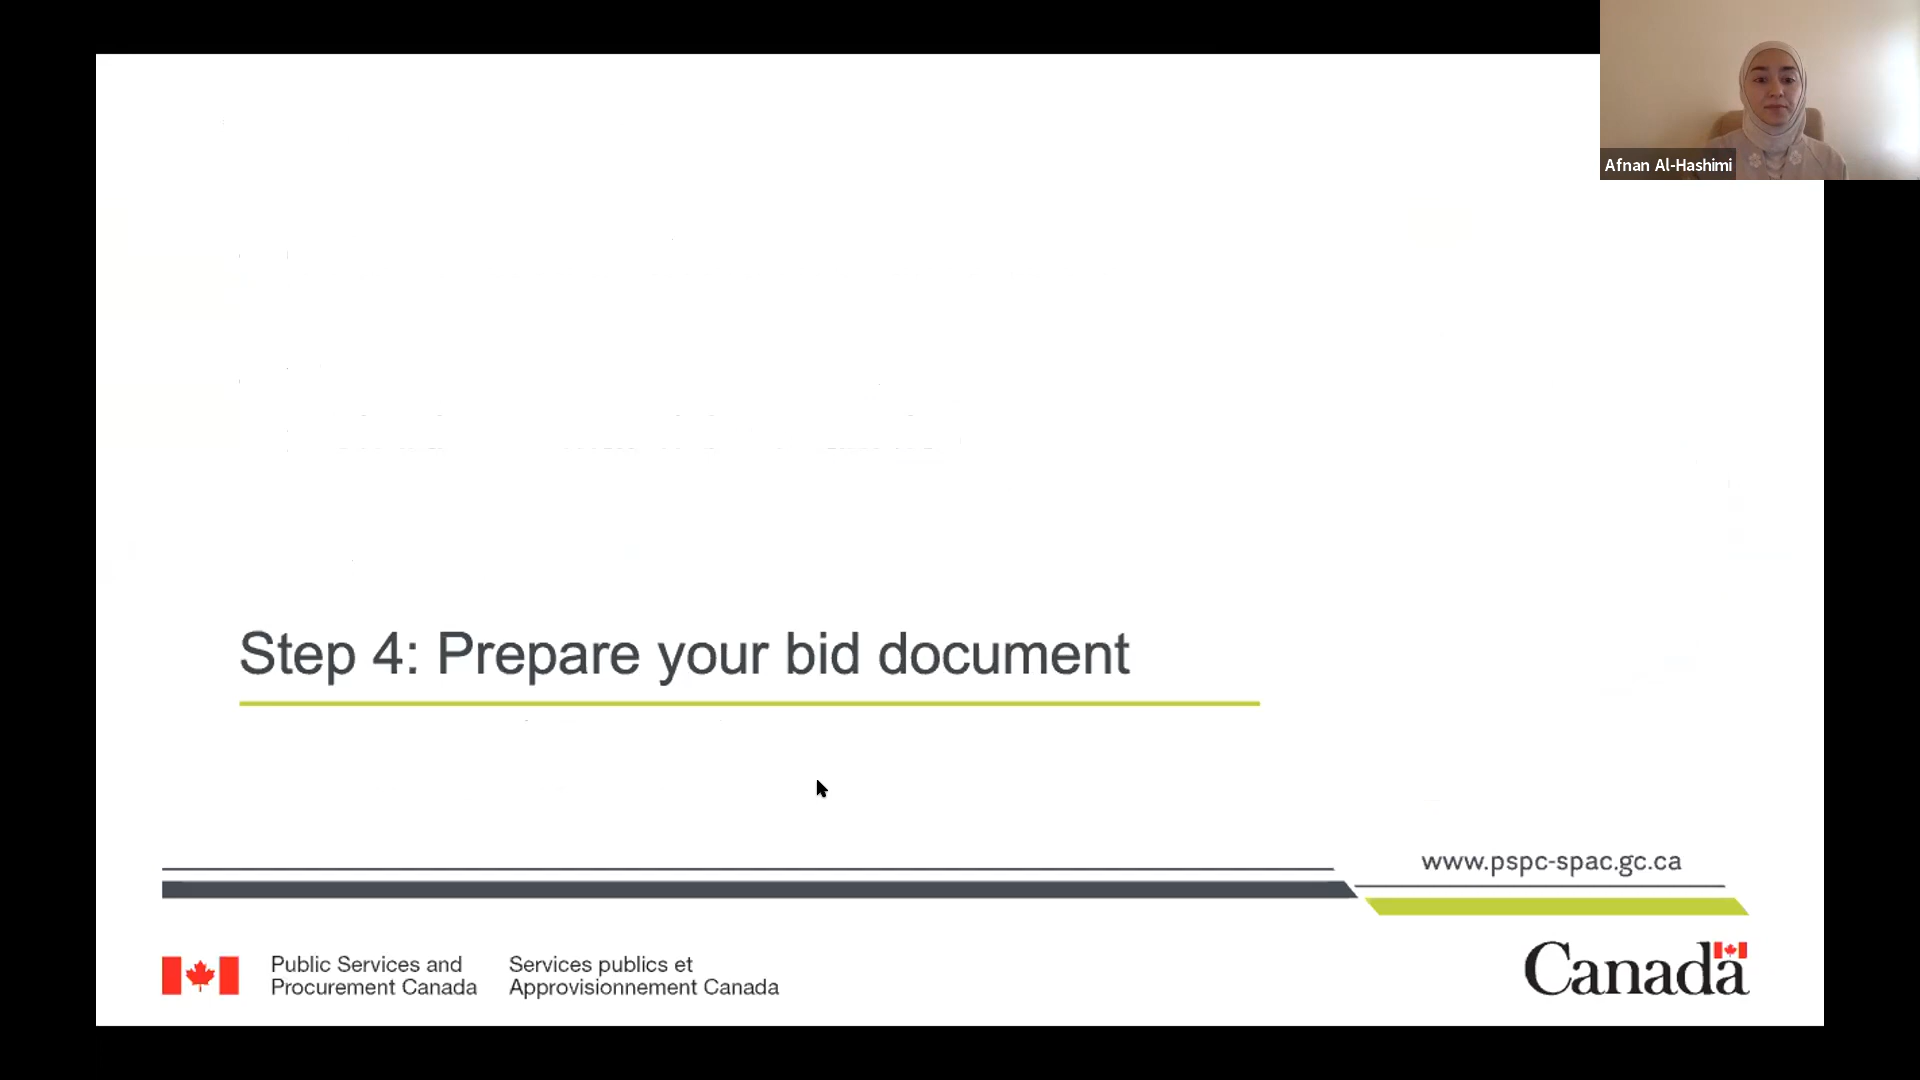 Afnan Al-Hashimi
Step 4: Prepare your bid document
www.pspc-spac.gc.ca
Public Services and
Procurement Canada
Services publics et
Approvisionnement Canada
Canada